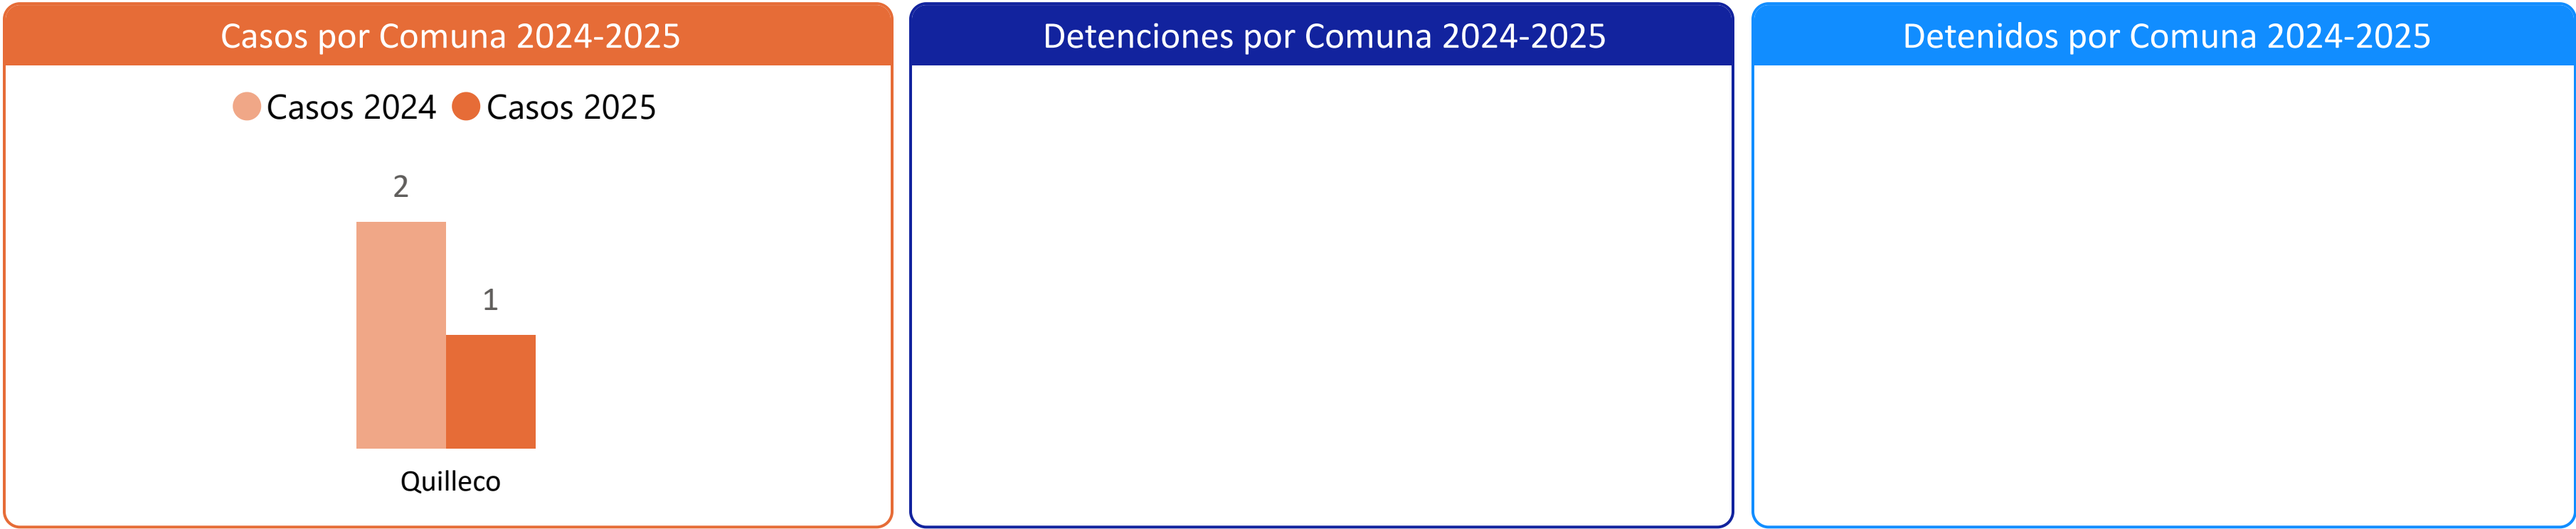 Casos por Comuna 2024-2025
Casos 2024 Casos 2025
2
1
Quilleco
Detenciones por Comuna 2024-2025
Detenidos por Comuna 2024-2025